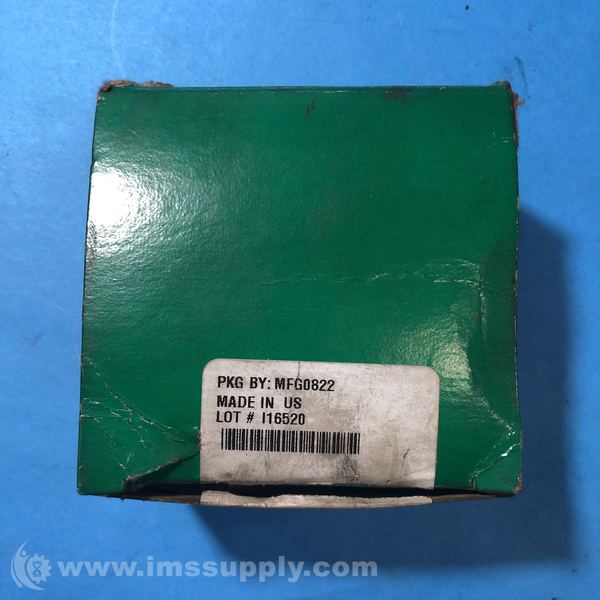 PKG BY: MFG0822
MADE IN US
LOT # I16520
www.imssupply.com